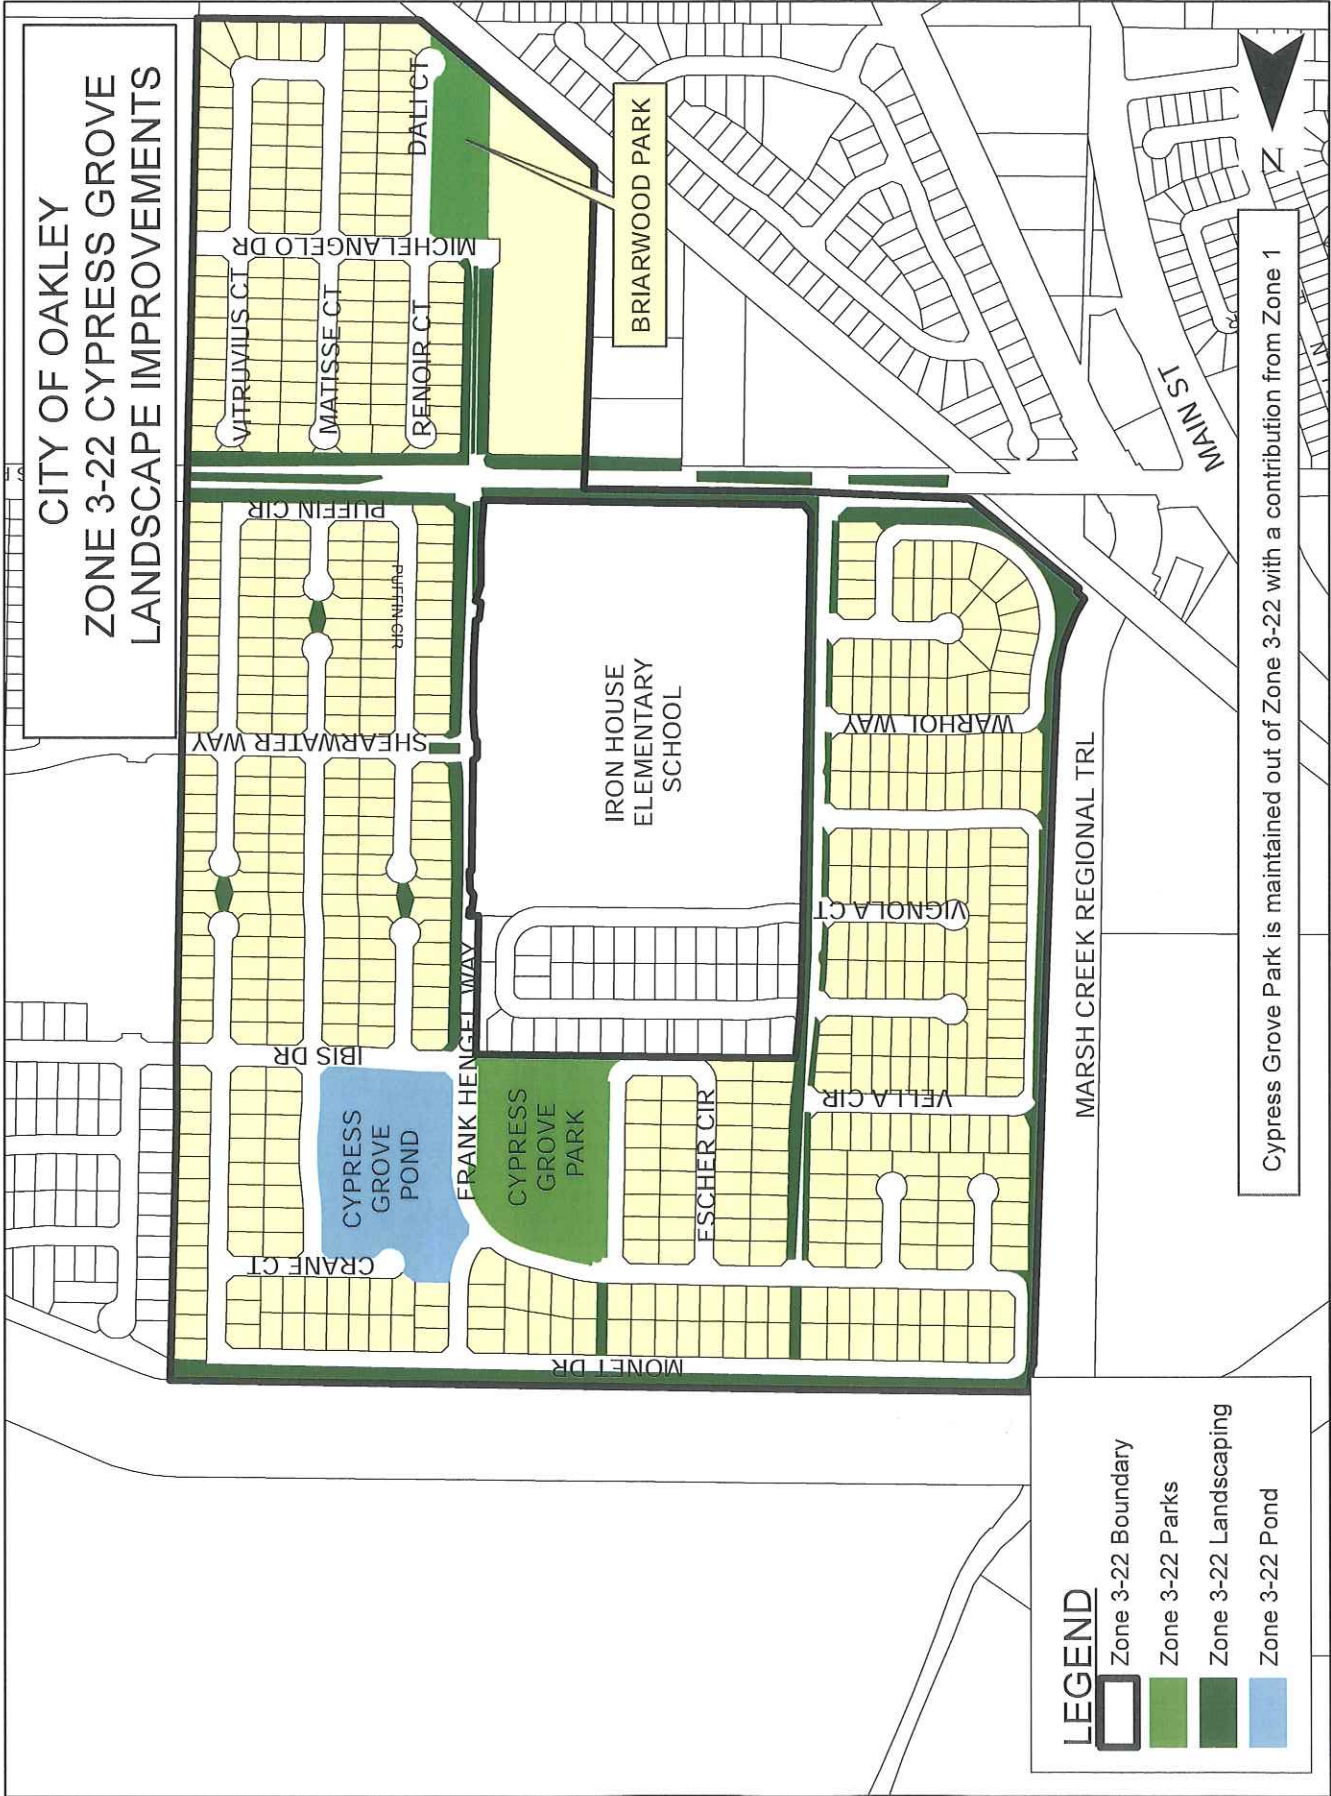 CITY OF OAKLEY
ZONE 3-22 CYPRESS GROVE
LANDSCAPE IMPROVEMENTS
DALI CT
MICHELANGELO DR
VITRUVIUS CT
MATISSE CT
RENOIR CT
BRIARWOOD PARK
PUFFIN CIR
PUFFIN CIR
SHEARWATER WAY
IRON HOUSE
ELEMENTARY
SCHOOL
MAIN ST
N
WARHOL WAY
VIGNOLA CT
MARSH CREEK REGIONAL TRL
FRANK HENGEL WAY
IBIS DR
CYPRESS
GROVE
POND
CYPRESS
GROVE
PARK
ESCHER CIR
VELLA CIR
CRANE CT
MONET DR
Cypress Grove Park is maintained out of Zone 3-22 with a contribution from Zone 1
LEGEND
Zone 3-22 Boundary
Zone 3-22 Parks
Zone 3-22 Landscaping
Zone 3-22 Pond